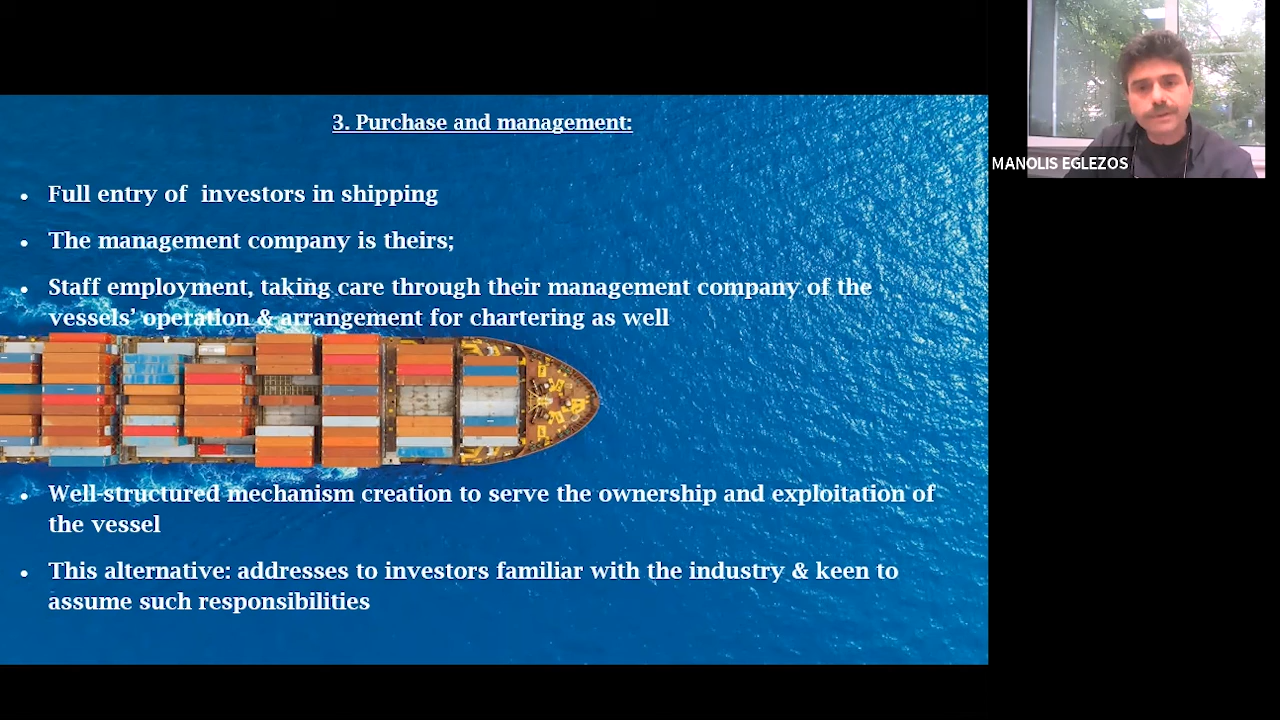 3. Purchase and management:
• Full entry of  investors in shipping
• The management company is theirs;
• Staff employment, taking care through their management company of the
vessels' operation & arrangement for chartering as well
• Well-structured mechanism creation to serve the ownership and exploitation of
the vessel
• This alternative: addresses to investors familiar with the industry & keen to
assume such responsibilities
MANOLIS EGLEZOS